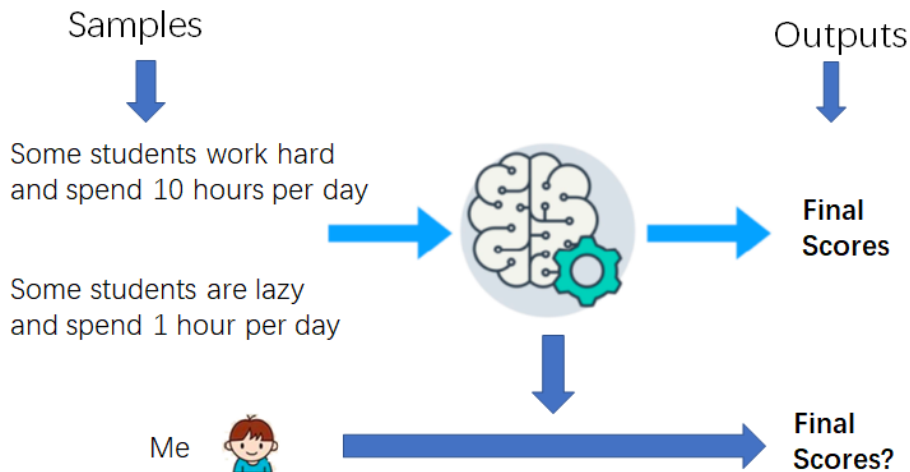 Samples
Outputs
Some students work hard
and spend 10 hours per day
Final
Scores
Some students are lazy
and spend 1 hour per day
Me
Final
Scores?